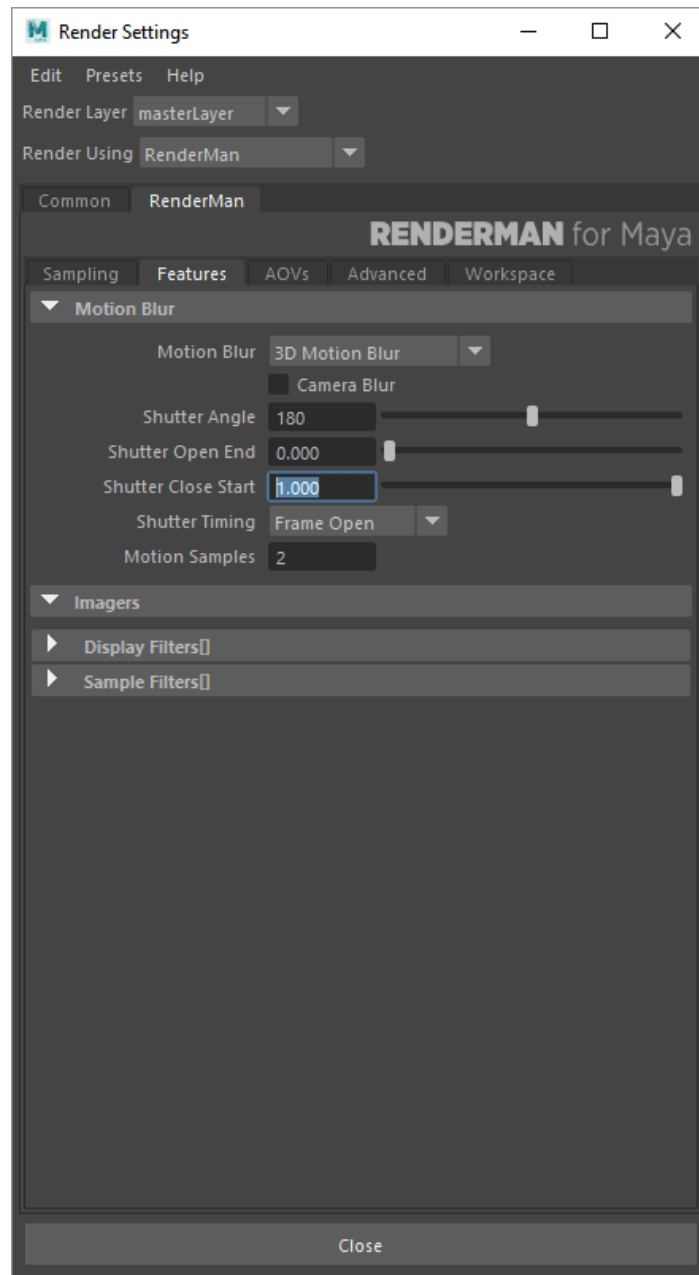 Render Settings
Edit Presets Help
Render Layer masterLayer
Render Using RenderMan
Common RenderMan
RENDERMAN for Maya
Sampling Features AOVs Advanced Workspace
Motion Blur
Motion Blur 3D Motion Blur
Camera Blur
Shutter Angle 180
Shutter Open End 0.000
Shutter Close Start 1.000
Shutter Timing Frame Open
Motion Samples 2
Imagers
Display Filters[]
Sample Filters[]
Close